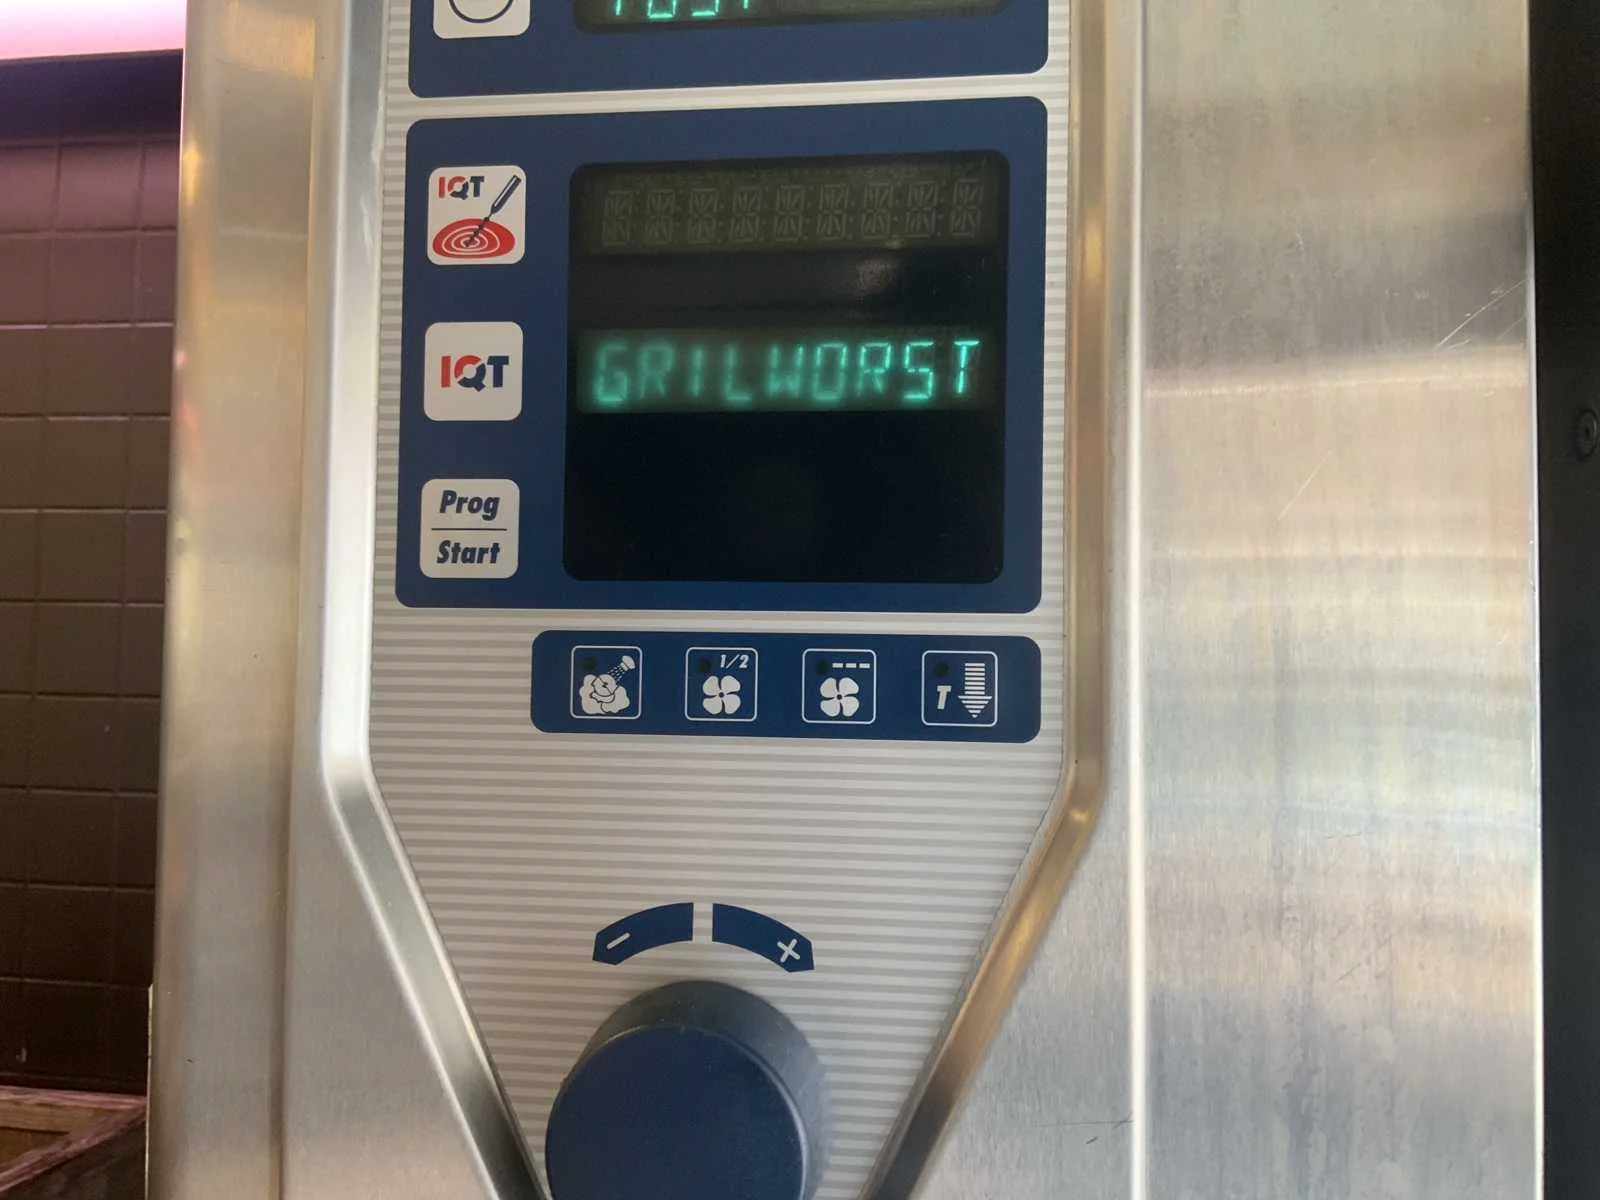 IQT
GRILWORST
IQT
Prog
Start
1/2
T
- +